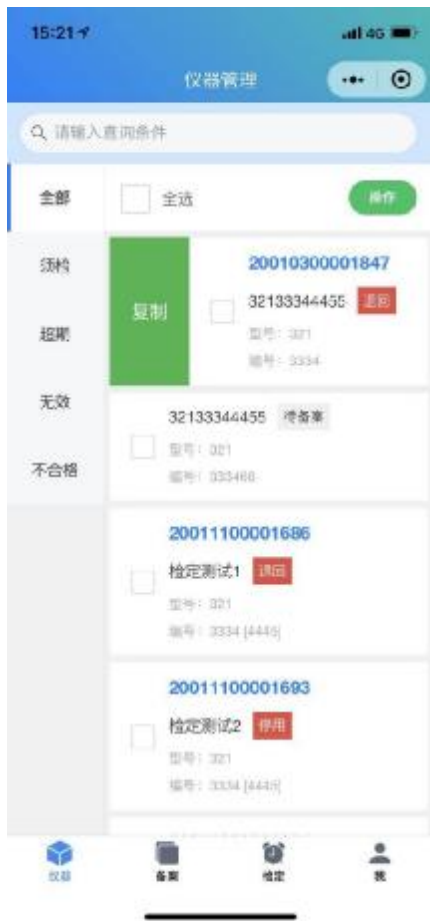 15:21
4G
仪器管理
请输入查询条件
全部
全选
操作
须检
超期
无效
不合格
复制
20010300001847
32133344455 退回
型号：321
编号：3334
32133344455 待备案
型号：321
编号：333466
20011100001686
检定测试1 退回
型号：321
编号：3334 [4445]
20011100001693
检定测试2 停用
型号：321
编号：3334 [4445]
仪器
备案
检定
我